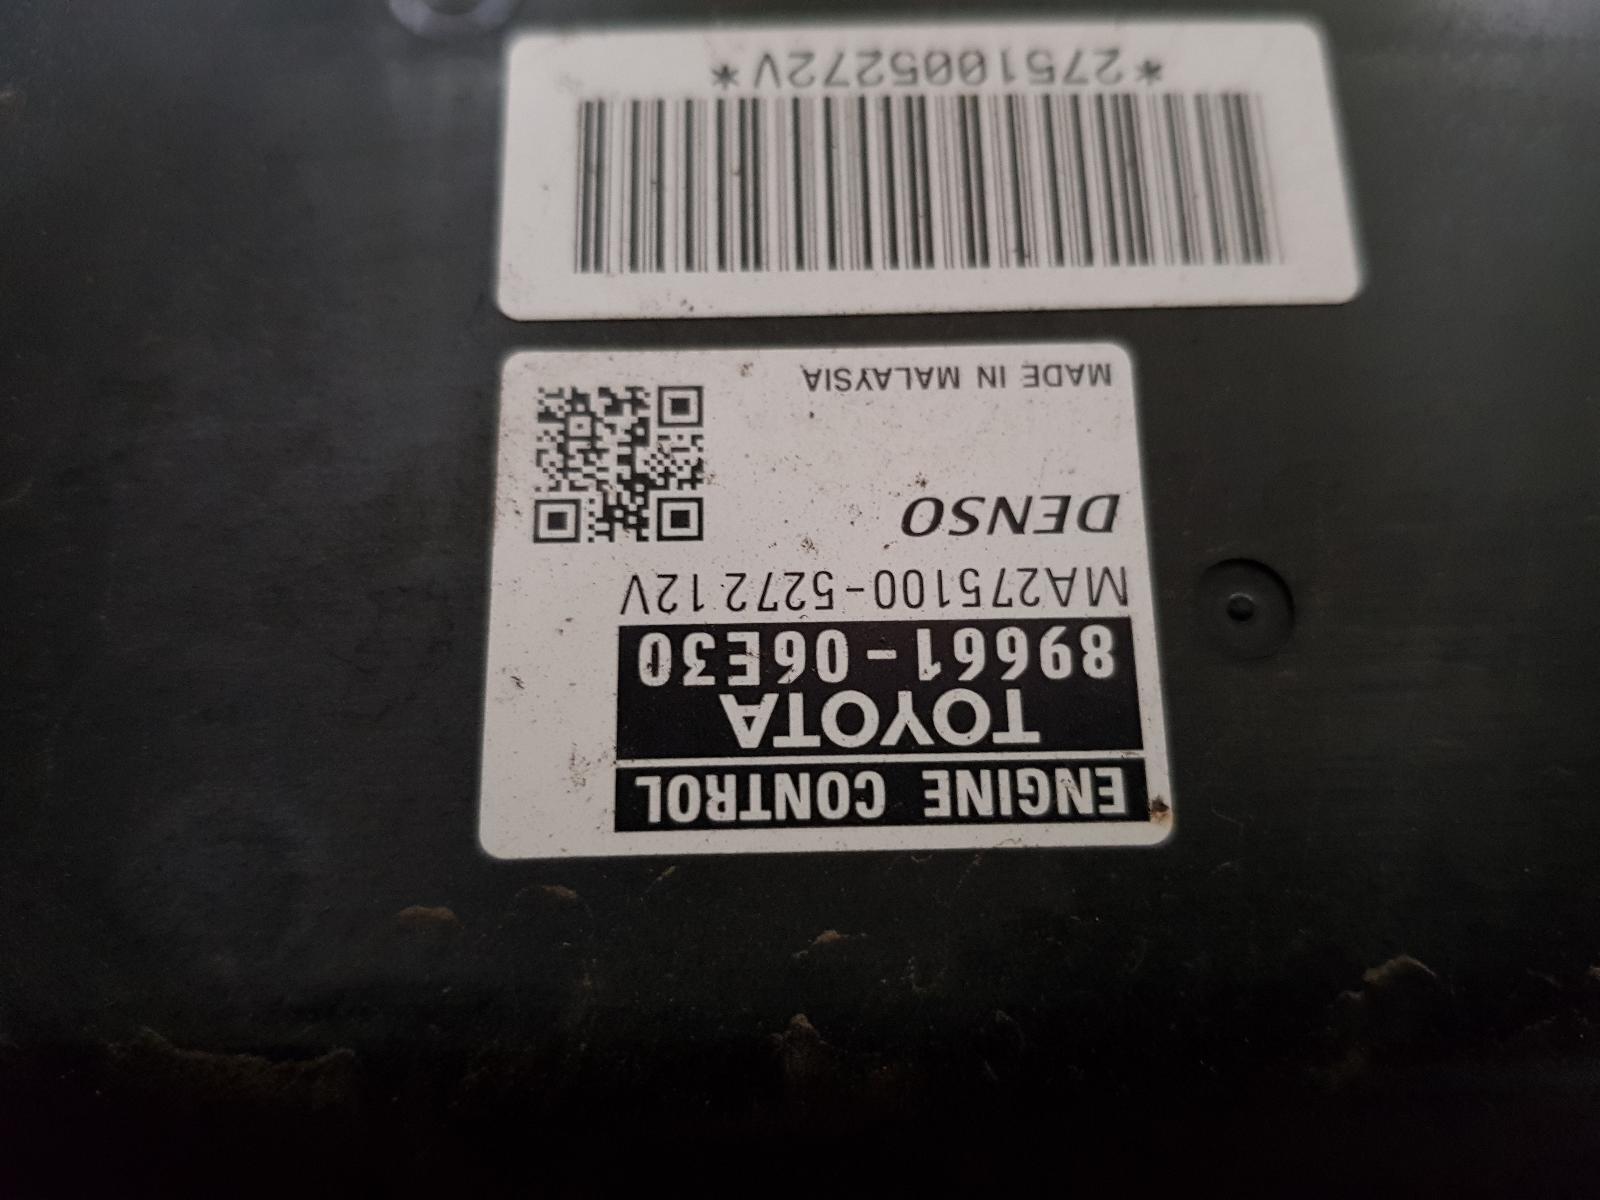 ENGINE CONTROL
TOYOTA
89661-06E30
MA275100-5272 12V
DENSO
MADE IN MALAYSIA
*2751005272V*